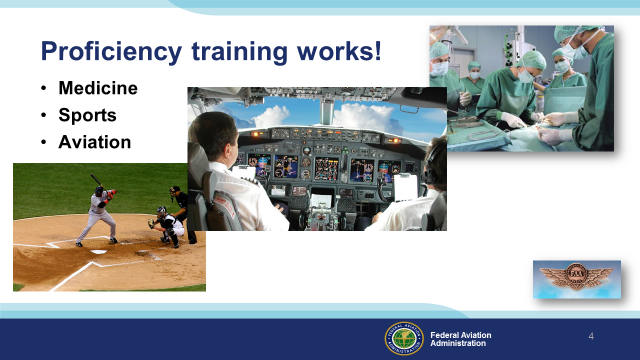 Proficiency training works!
• Medicine
• Sports
• Aviation
Federal Aviation
Administration
4